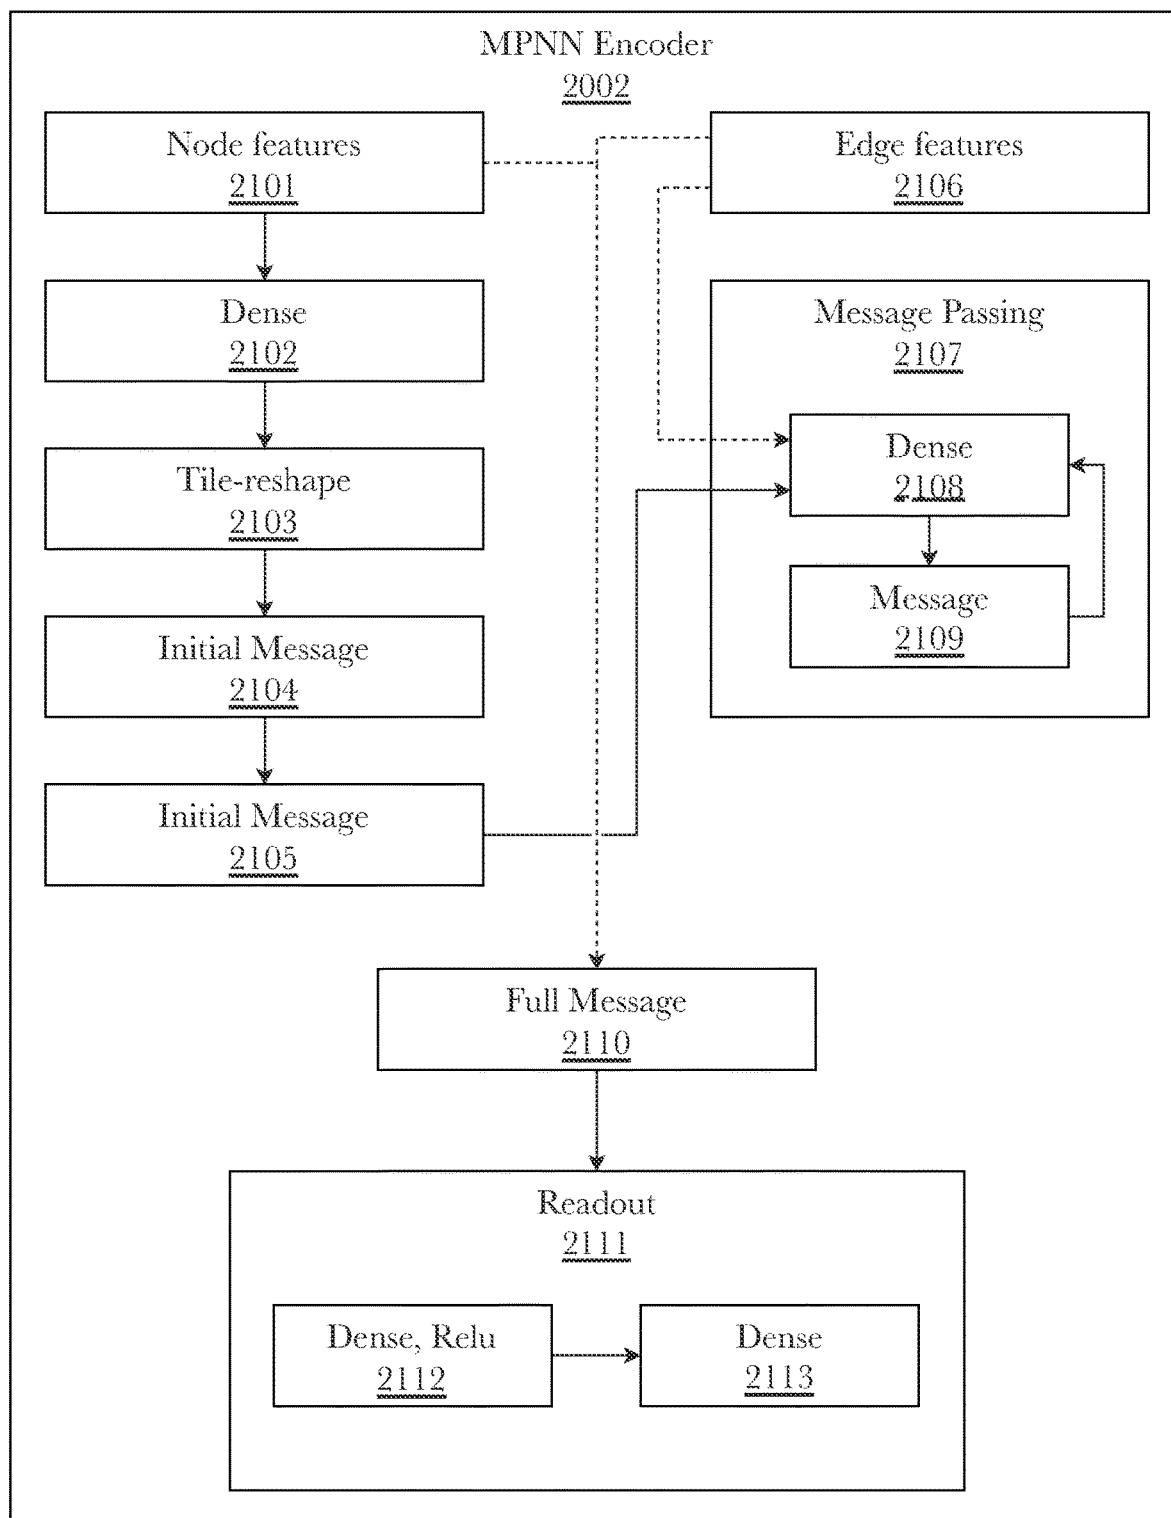 MPNN Encoder
2002
Node features
2101
Dense
2102
Tile-reshape
2103
Initial Message
2104
Initial Message
2105
Edge features
2106
Message Passing
2107
Dense
2108
Message
2109
Full Message
2110
Readout
2111
Dense, Relu
2112
Dense
2113